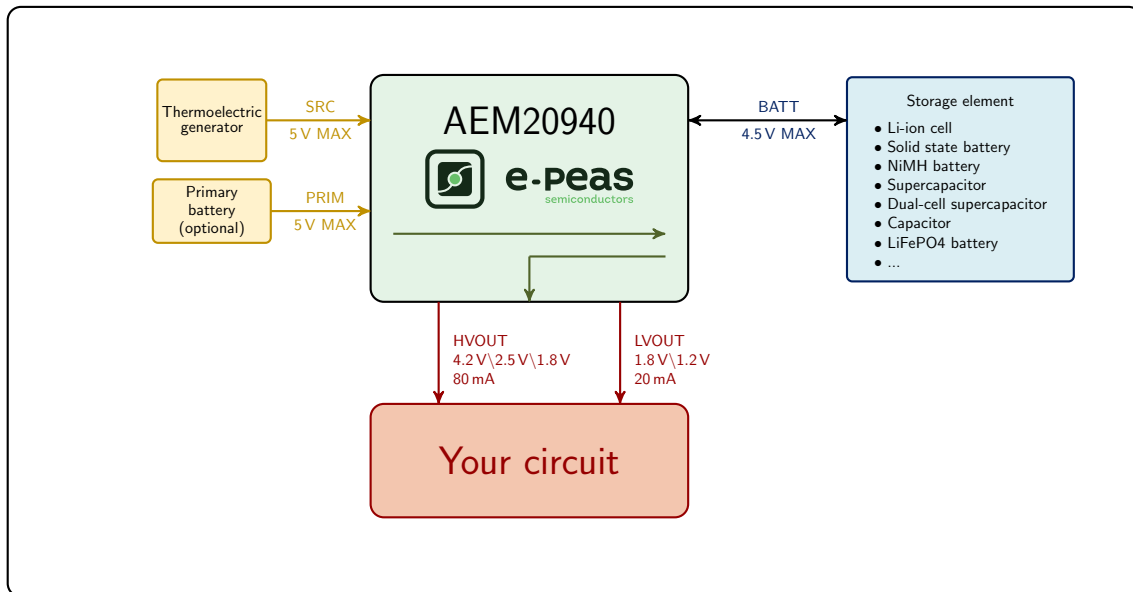 Thermoelectric
generator
SRC
5 V MAX
Primary
battery
(optional)
PRIM
5 V MAX
AEM20940
e-peas
semiconductors
BATT
4.5 V MAX
Storage element
• Li-ion cell
• Solid state battery
• NiMH battery
• Supercapacitor
• Dual-cell supercapacitor
• Capacitor
• LiFePO4 battery
• ...
HVOUT
4.2 V\2.5 V\1.8 V
80 mA
LVOUT
1.8 V\1.2 V
20 mA
Your circuit